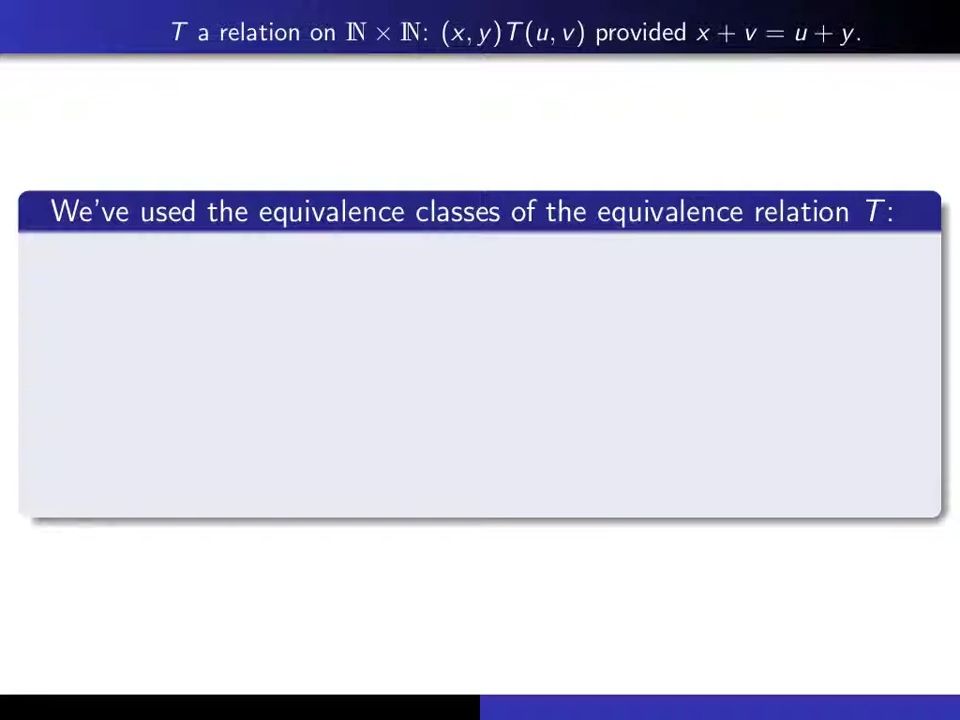 T a relation on ℕ × ℕ: (x, y)T(u, v) provided x + v = u + y.
We've used the equivalence classes of the equivalence relation T: